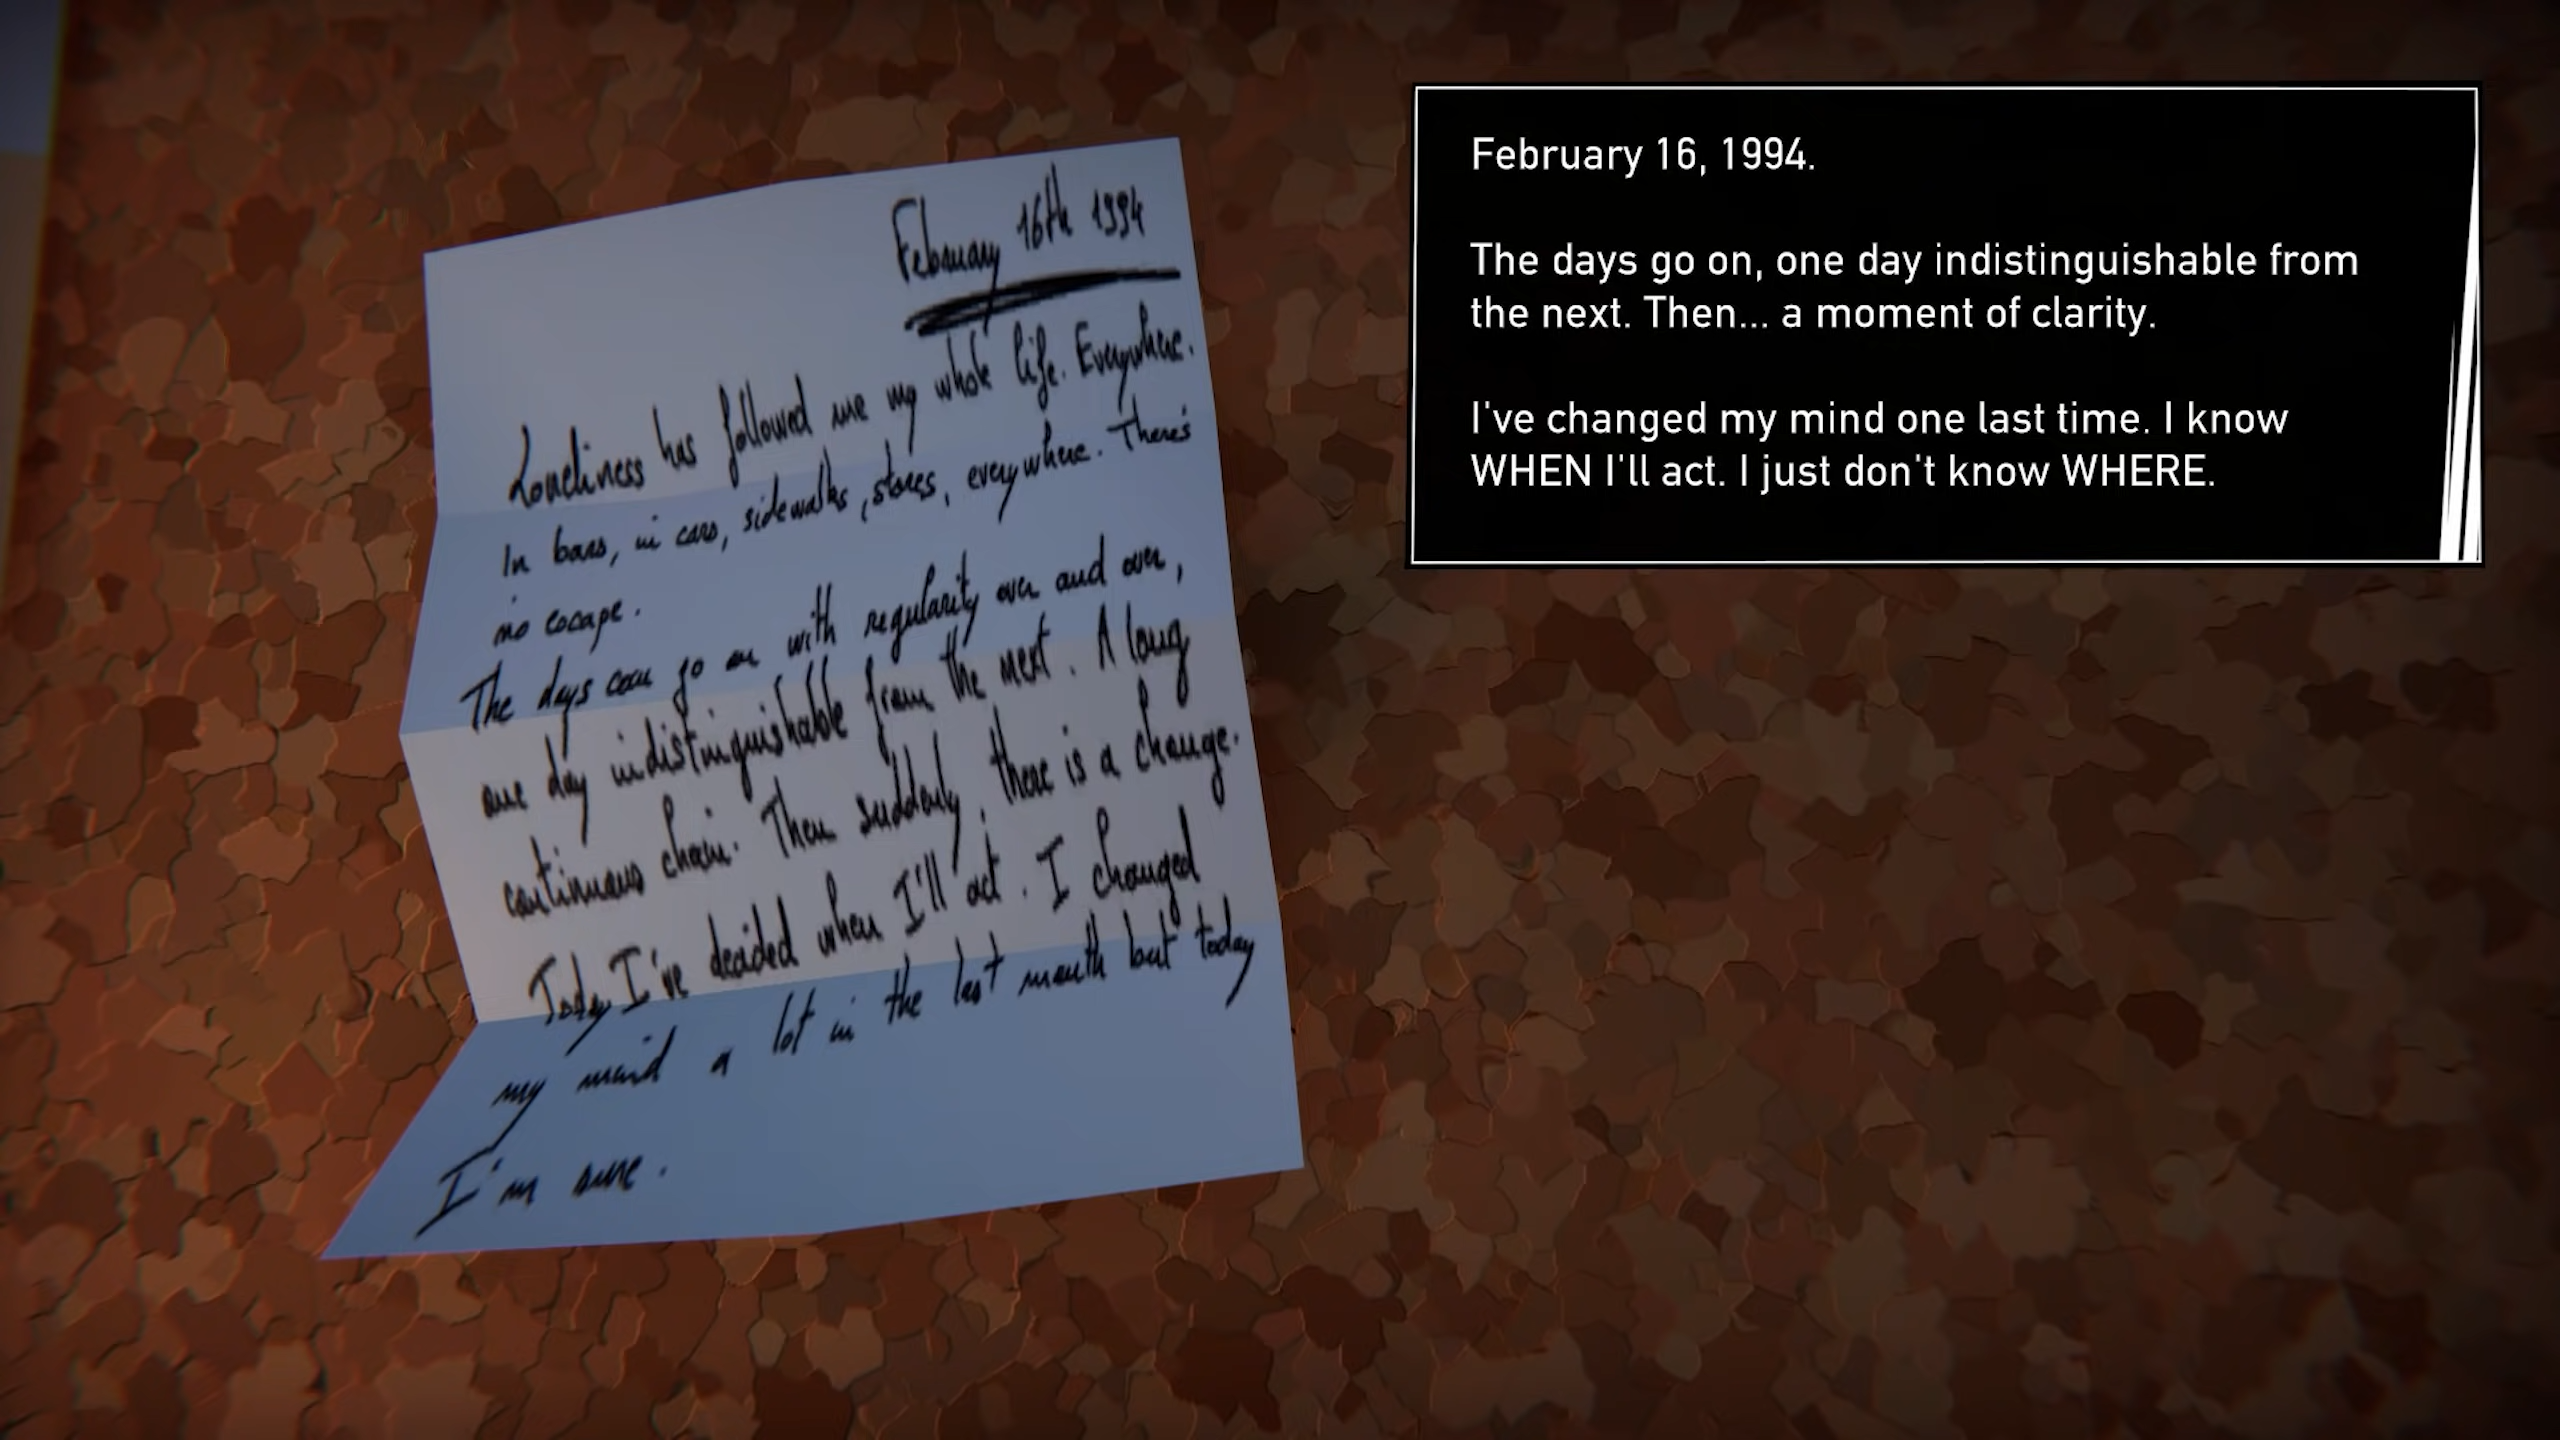 February 16th 1994
Loneliness has followed me my whole life. Everywhere.
In bars, in cars, sidewalks, stores, everywhere. There's
no escape.
The days can go on with regularity over and over,
one day indistinguishable from the next. A long
continuous chain. Then suddenly, there is a change.
Today I've decided when I'll act. I changed
my mind a lot in the last month but today
I'm sure.
February 16, 1994.
The days go on, one day indistinguishable from
the next. Then... a moment of clarity.
I've changed my mind one last time. I know
WHEN I'll act. I just don't know WHERE.